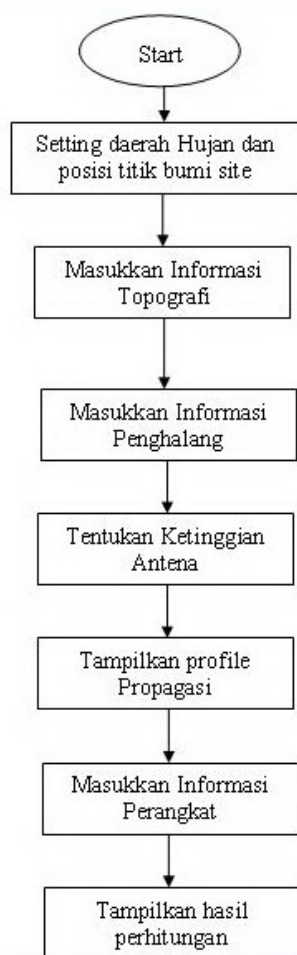 Start
Setting daerah Hujan dan
posisi titik bumi site
Masukkan Informasi
Topografi
Masukkan Informasi
Penghalang
Tentukan Ketinggian
Antena
Tampilkan profile
Propagasi
Masukkan Informasi
Perangkat
Tampilkan hasil
perhitungan